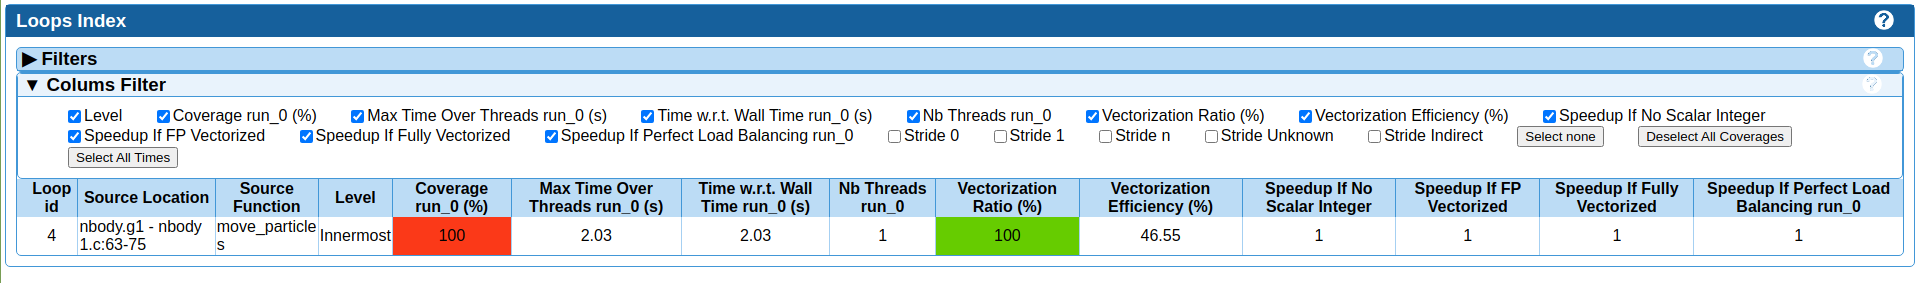 Loops Index ?
▶ Filters ?
▼ Colums Filter ?
Level Coverage run_0 (%) Max Time Over Threads run_0 (s) Time w.r.t. Wall Time run_0 (s) Nb Threads run_0 Vectorization Ratio (%) Vectorization Efficiency (%) Speedup If No Scalar Integer
Speedup If FP Vectorized Speedup If Fully Vectorized Speedup If Perfect Load Balancing run_0 Stride 0 Stride 1 Stride n Stride Unknown Stride Indirect Select none Deselect All Coverages
Select All Times
Loop id Source Location Source Function Level Coverage run_0 (%) Max Time Over Threads run_0 (s) Time w.r.t. Wall Time run_0 (s) Nb Threads run_0 Vectorization Ratio (%) Vectorization Efficiency (%) Speedup If No Scalar Integer Speedup If FP Vectorized Speedup If Fully Vectorized Speedup If Perfect Load Balancing run_0
4 nbody.g1 - nbody1.c:63-75 move_particles Innermost 100 2.03 2.03 1 100 46.55 1 1 1 1